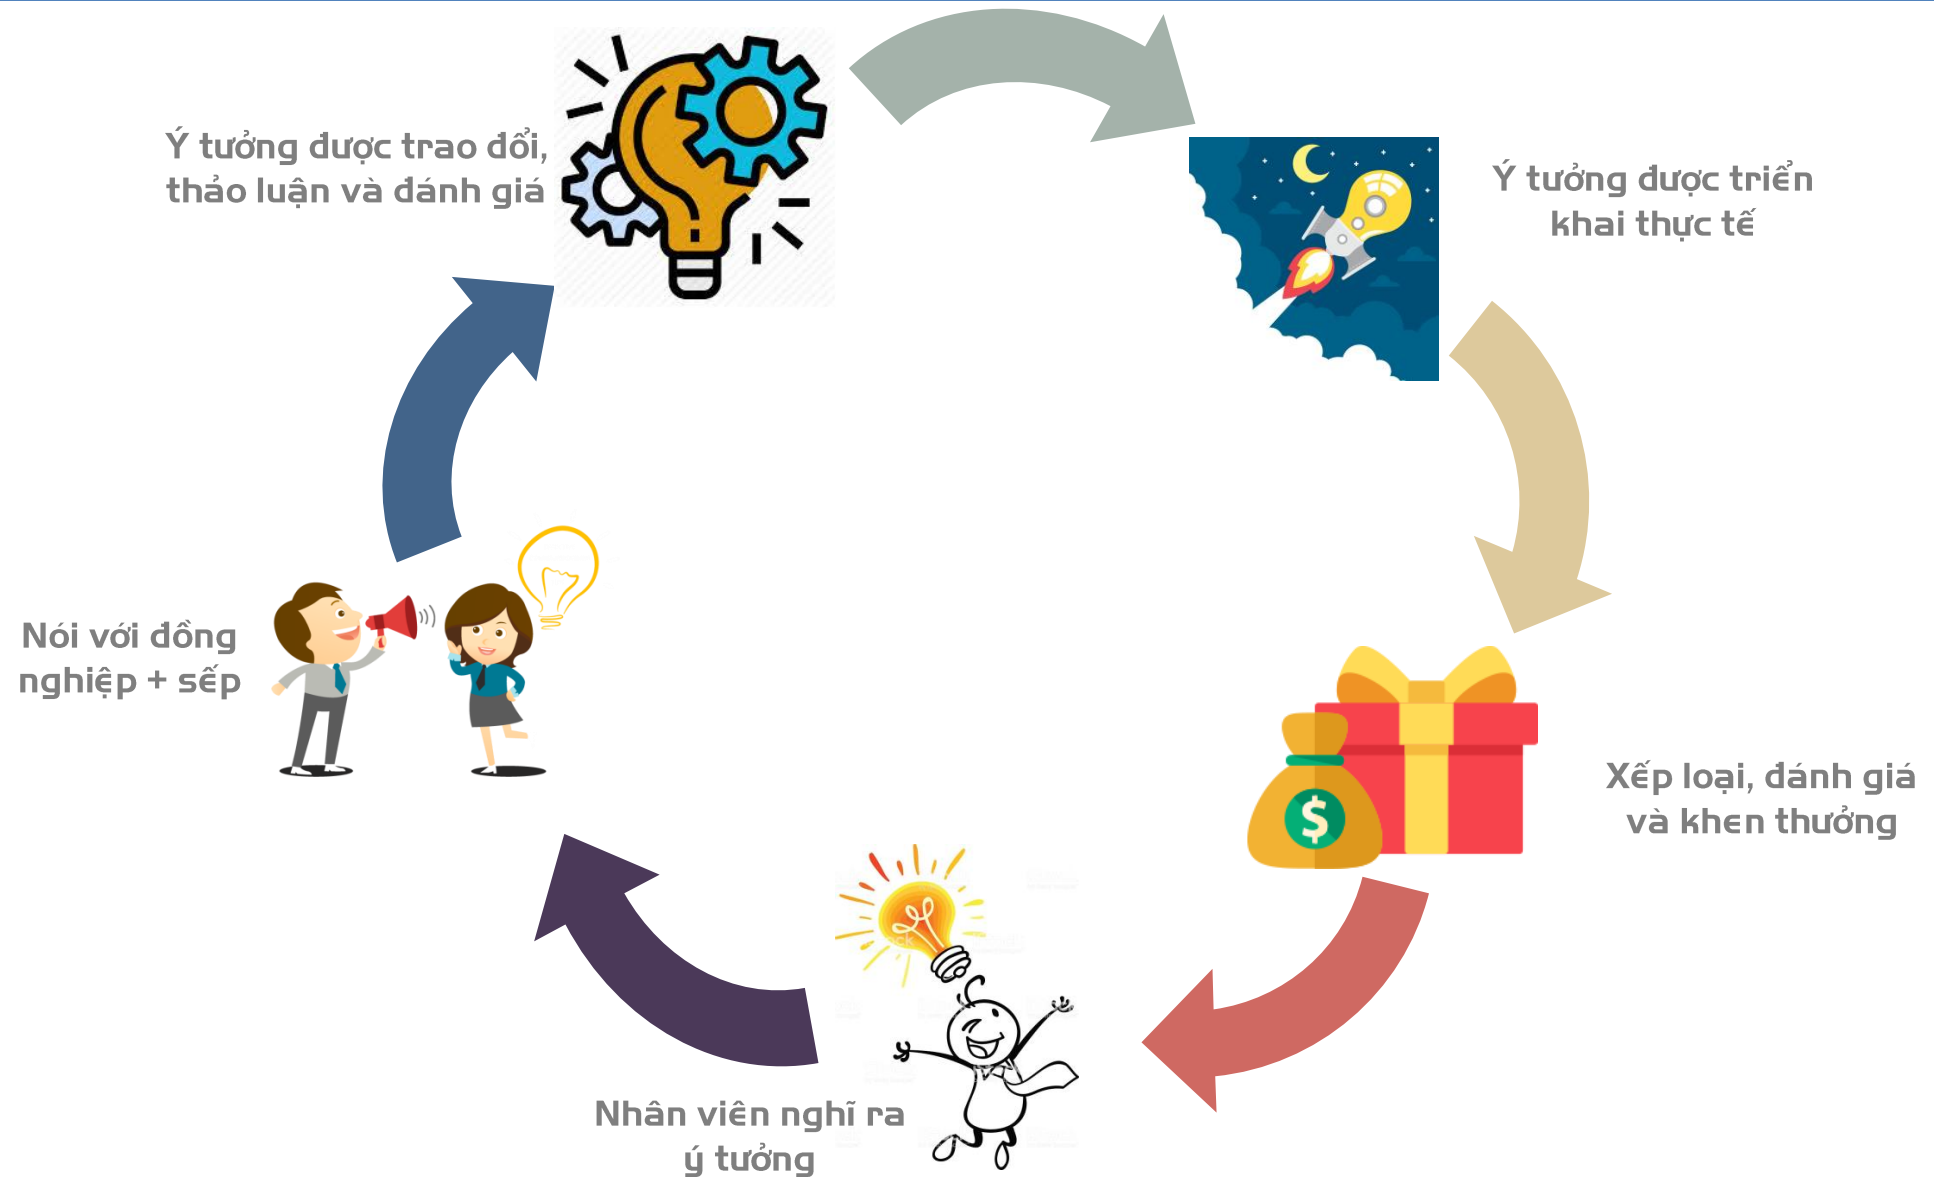 Ý tưởng được trao đổi,
thảo luận và đánh giá
Ý tưởng được triển
khai thực tế
Nói với đồng
nghiệp + sếp
$
Xếp loại, đánh giá
và khen thưởng
Nhân viên nghĩ ra
ý tưởng